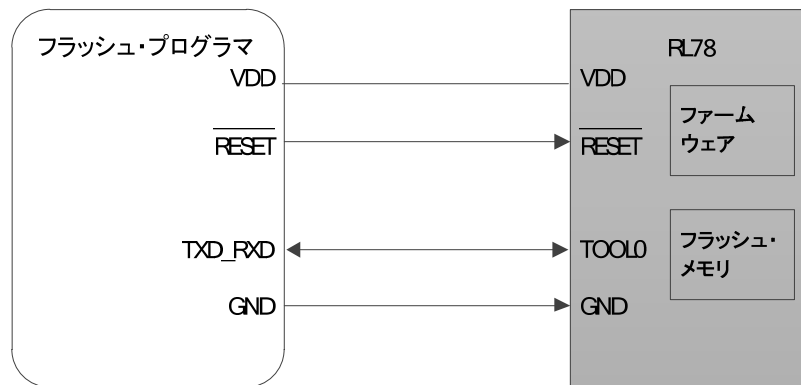 フラッシュ・プログラマ
VDD
RESET
TXD_RXD
GND
RL78
VDD
RESET
TOOL0
GND
ファーム
ウェア
フラッシュ・
メモリ